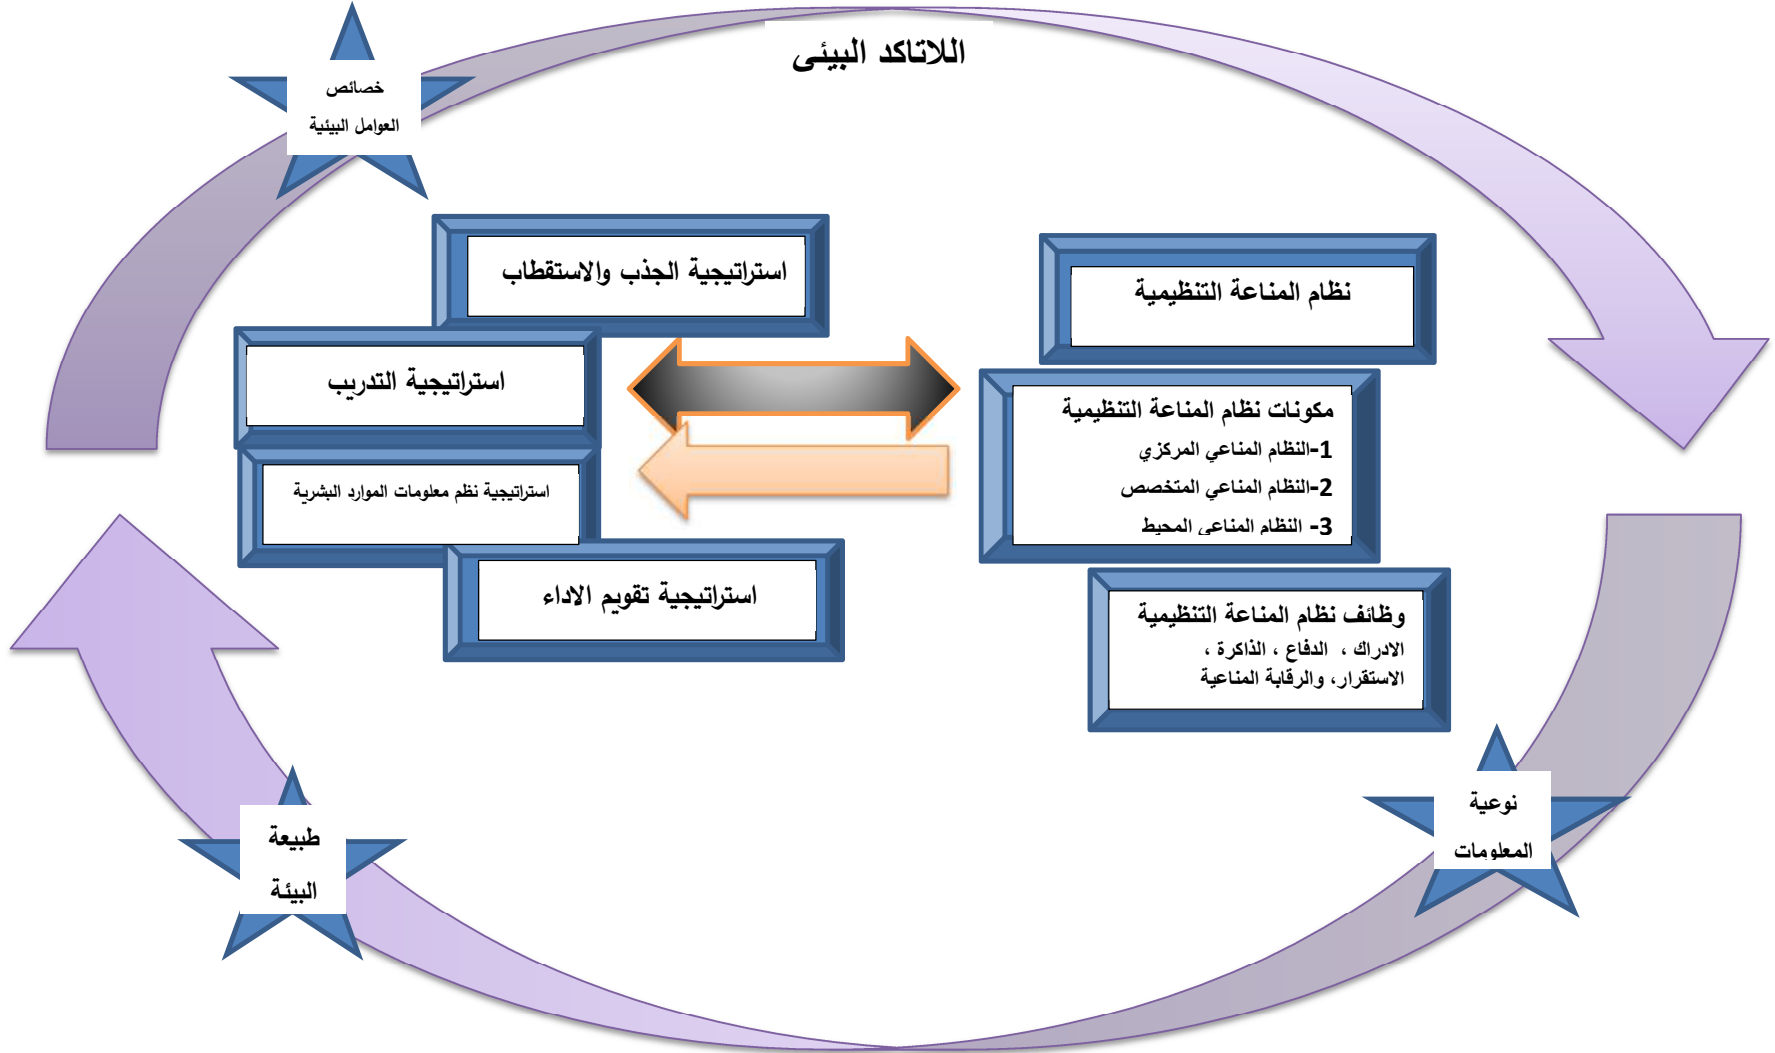 اللاتاكد البيئى
خصائص
العوامل البيئية
نظام المناعة التنظيمية
مكونات نظام المناعة التنظيمية
1-النظام المناعي المركزي
2-النظام المناعي المتخصص
3- النظام المناعي المحيط
وظائف نظام المناعة التنظيمية
الادراك ، الدفاع ، الذاكرة ،
الاستقرار، والرقابة المناعية
استراتيجية الجذب والاستقطاب
استراتيجية التدريب
استراتيجية نظم معلومات الموارد البشرية
استراتيجية تقويم الاداء
نوعية
المعلومات
طبيعة
البيئة